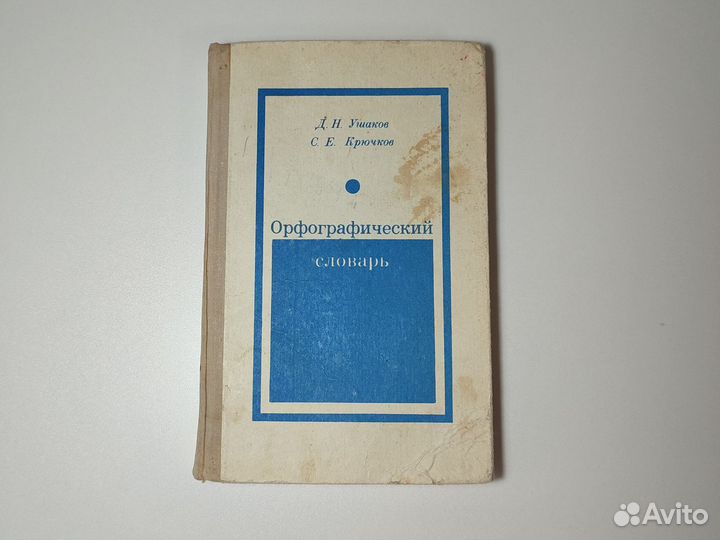 Д. Н. Ушаков
С. Е. Крючков
Орфографический
словарь
Avito